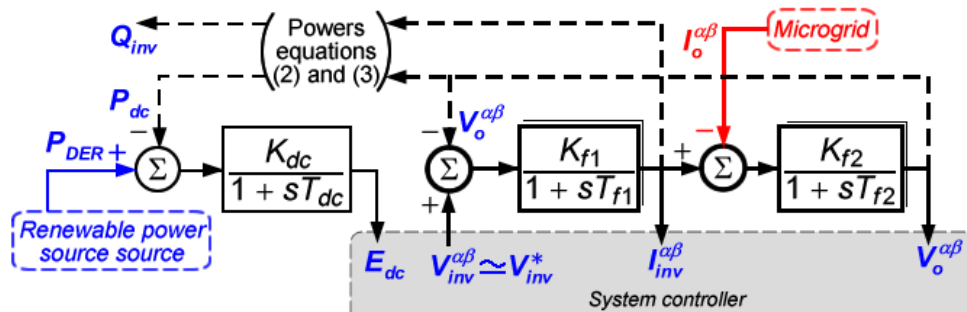 Q_inv
Powers
equations
(2) and (3)
I_o^αβ
Microgrid
P_dc
−
P_DER +
Σ
K_dc
1 + sT_dc
V_o^αβ
−
Σ
+
K_f1
1 + sT_f1
+
−
Σ
K_f2
1 + sT_f2
Renewable power
source source
E_dc
V_inv^αβ ≃ V_inv^*
I_inv^αβ
V_o^αβ
System controller